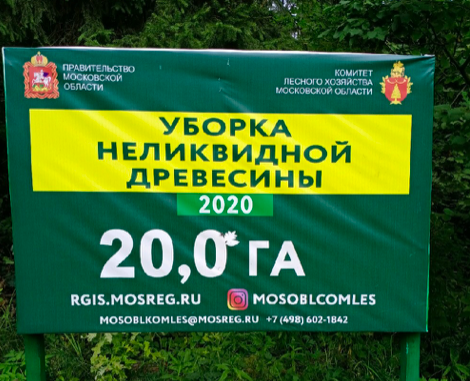 ПРАВИТЕЛЬСТВО
МОСКОВСКОЙ
ОБЛАСТИ
КОМИТЕТ
ЛЕСНОГО ХОЗЯЙСТВА
МОСКОВСКОЙ ОБЛАСТИ
УБОРКА
НЕЛИКВИДНОЙ
ДРЕВЕСИНЫ
2020
20,0 ГА
RGIS.MOSREG.RU MOSOBLCOMLES
MOSOBLKOMLES@MOSREG.RU +7 (498) 602-1842